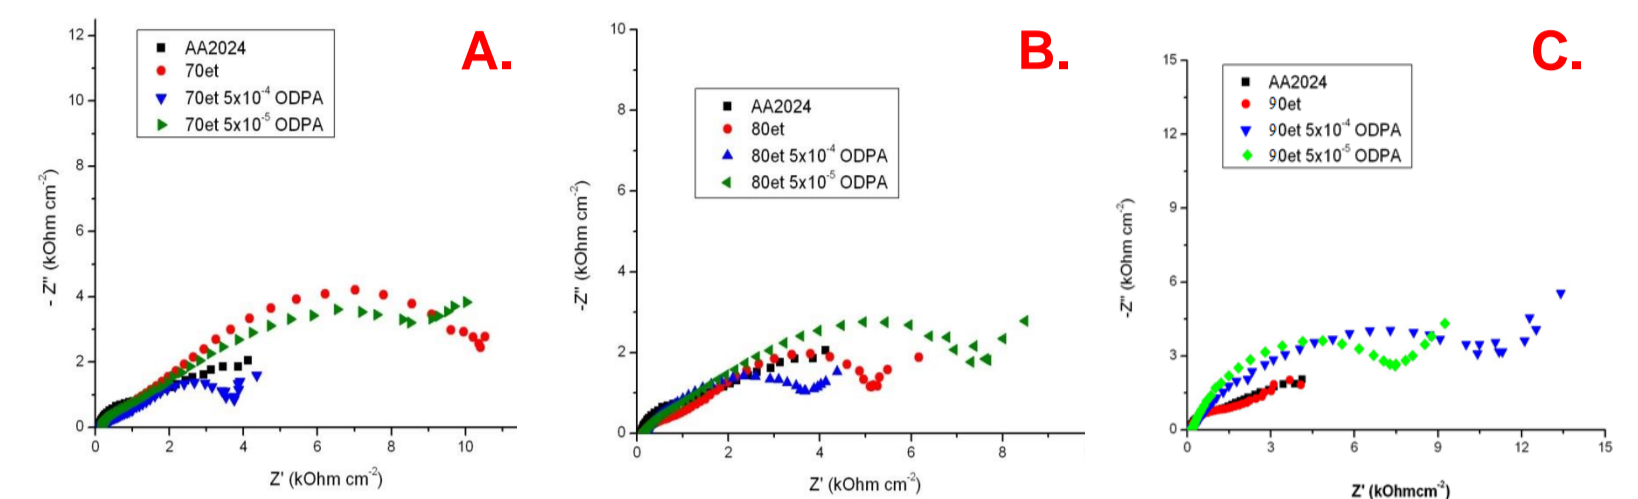 A.
AA2024
70et
70et 5x10⁻⁴ ODPA
70et 5x10⁻⁵ ODPA
12
10
8
6
4
2
0
- Z" (kOhm cm⁻²)
0 2 4 6 8 10
Z' (kOhm cm⁻²)
B.
AA2024
80et
80et 5x10⁻⁴ ODPA
80et 5x10⁻⁵ ODPA
10
8
6
4
2
0
-Z" (kOhm cm⁻²)
0 2 4 6 8
Z' (kOhm cm⁻²)
C.
AA2024
90et
90et 5x10⁻⁴ ODPA
90et 5x10⁻⁵ ODPA
15
12
9
6
3
0
-Z" (kOhm cm⁻²)
0 3 6 9 12 15
Z' (kOhmcm⁻²)